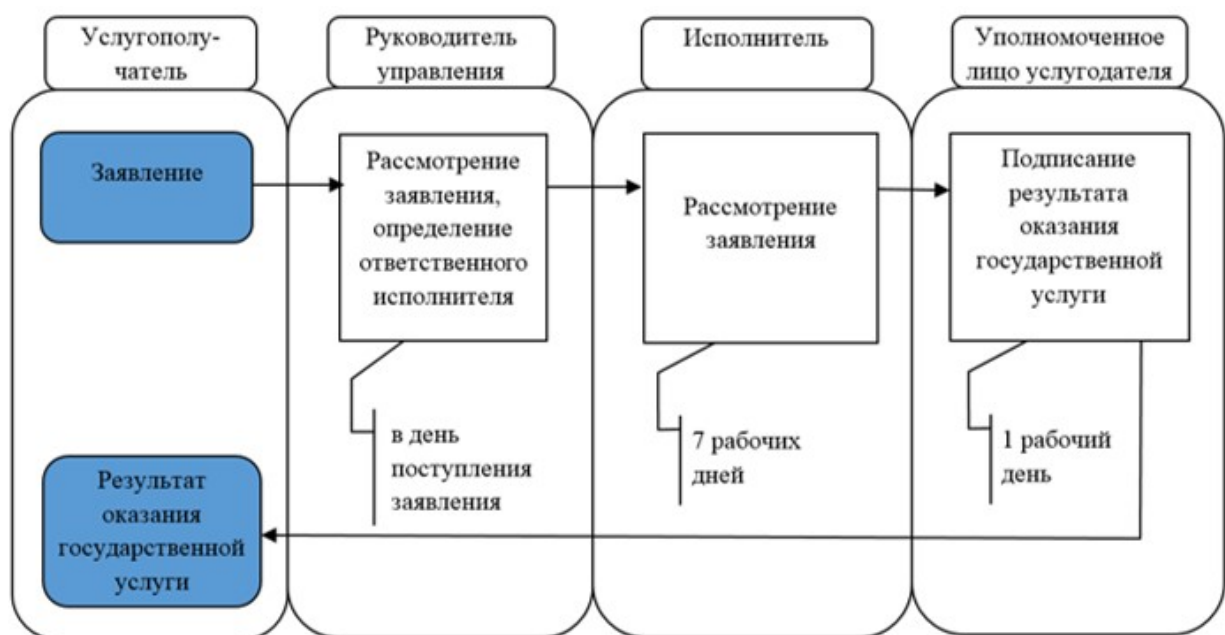 Услугополу-
чатель
Руководитель
управления
Исполнитель
Уполномоченное
лицо услугодателя
Заявление
Рассмотрение
заявления,
определение
ответственного
исполнителя
Рассмотрение
заявления
Подписание
результата
оказания
государственной
услуги
в день
поступления
заявления
7 рабочих
дней
1 рабочий
день
Результат
оказания
государственной
услуги